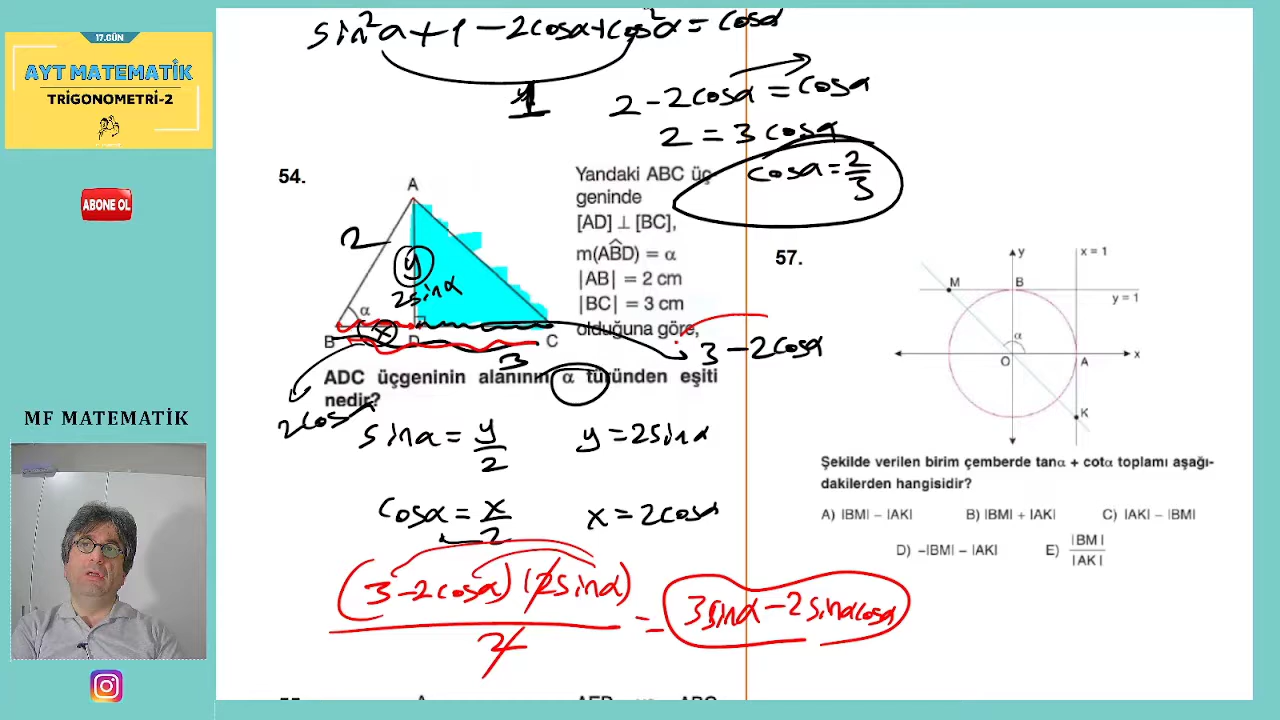 17.GÜN
AYT MATEMATİK
TRİGONOMETRİ-2
ABONE OL
MF MATEMATİK
sin²α + 1 - 2cosα + cos²α = cosα
1
2 - 2cosα = cosα
2 = 3 cosα
cosα = 2/3
54.
A
2
y
2sinα
α
x
B
D
C
3
2cosα
Yandaki ABC üç-
geninde
[AD] ⊥ [BC],
m(ABD) = α
|AB| = 2 cm
|BC| = 3 cm
olduğuna göre,
3 - 2cosα
ADC üçgeninin alanının α türünden eşiti
nedir?
sinα = y/2 y = 2sinα
cosα = x/2 x = 2cosα
(3 - 2cosα)(2sinα)/2 = 3sinα - 2sinαcosα
57.
y
x = 1
M
B
y = 1
α
O
A
x
K
Şekilde verilen birim çemberde tanα + cotα toplamı aşağı-
dakilerden hangisidir?
A) |BM| – |AK| B) |BM| + |AK| C) |AK| – |BM|
D) –|BM| – |AK| E) |BM|/|AK|